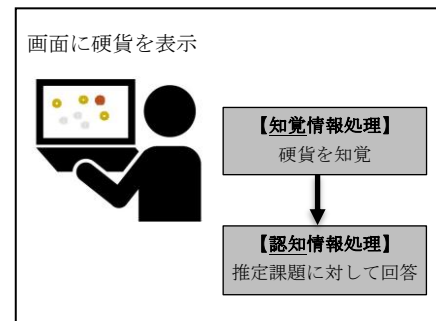 画面に硬貨を表示
【知覚情報処理】
硬貨を知覚
【認知情報処理】
推定課題に対して回答